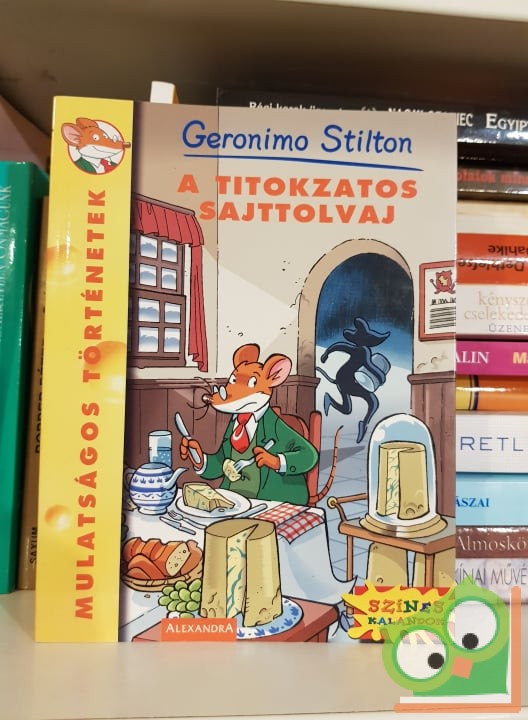 Geronimo Stilton
A TITOKZATOS
SAJTTOLVAJ
MULATSÁGOS TÖRTÉNETEK
ALEXANDRA
SZÍNES
KALANDOK
EGYIP
kénysz
cselekede
ÜZENE
ALIN
RETL
ÁSZAI
Álmoskö
KÍNAI MŰVÉ
SAXUM